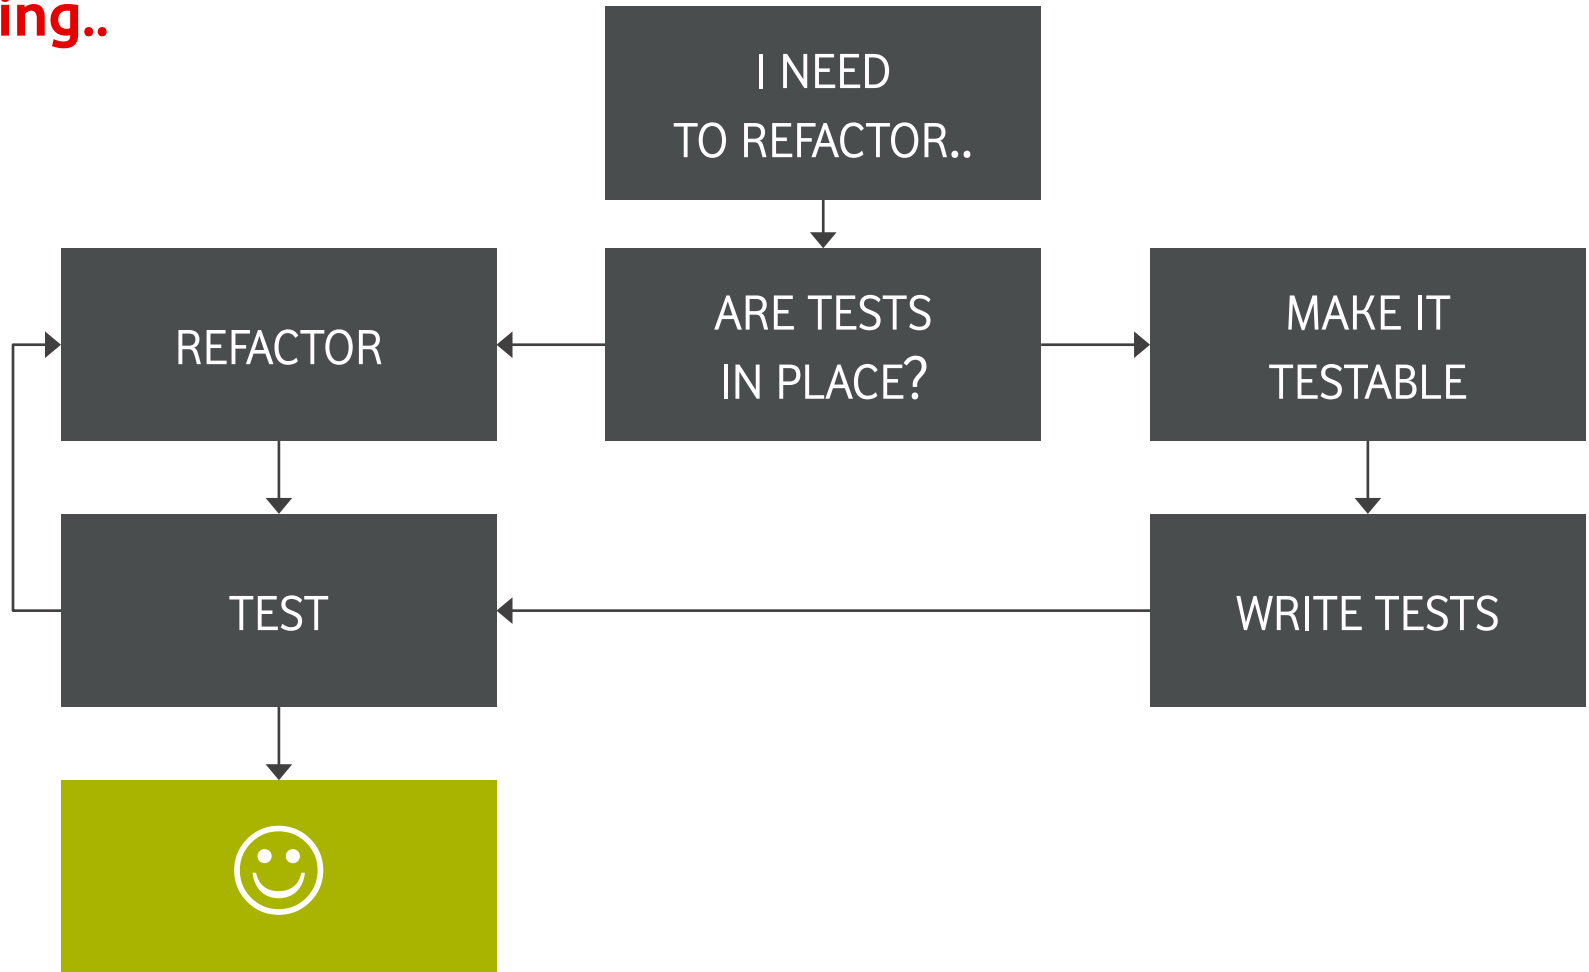 ing..
I NEED
TO REFACTOR..
REFACTOR
ARE TESTS
IN PLACE?
MAKE IT
TESTABLE
TEST
WRITE TESTS